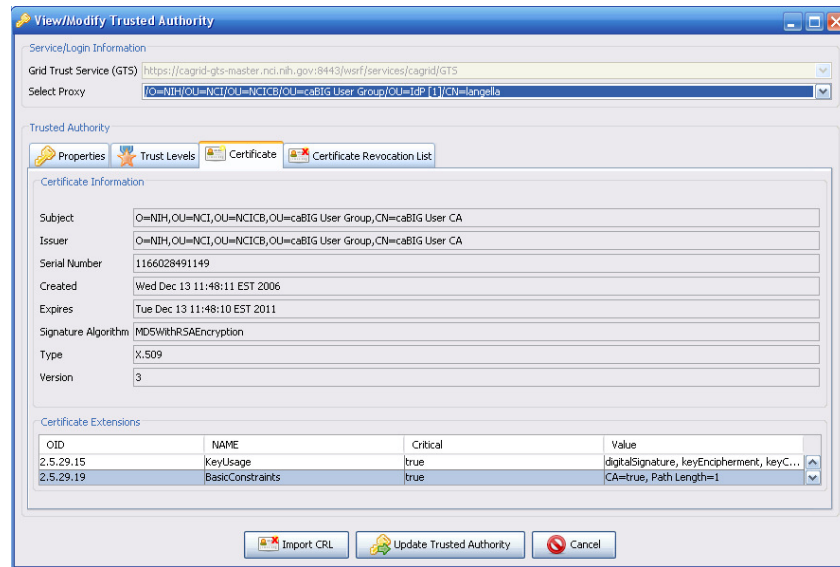 View/Modify Trusted Authority
Service/Login Information
Grid Trust Service (GTS) https://cagrid-gts-master.nci.nih.gov:8443/wsrf/services/cagrid/GTS
Select Proxy /O=NIH/OU=NCI/OU=NCICB/OU=caBIG User Group/OU=IdP [1]/CN=langella
Trusted Authority
Properties Trust Levels Certificate Certificate Revocation List
Certificate Information
Subject O=NIH,OU=NCI,OU=NCICB,OU=caBIG User Group,CN=caBIG User CA
Issuer O=NIH,OU=NCI,OU=NCICB,OU=caBIG User Group,CN=caBIG User CA
Serial Number 1166028491149
Created Wed Dec 13 11:48:11 EST 2006
Expires Tue Dec 13 11:48:10 EST 2011
Signature Algorithm MD5WithRSAEncryption
Type X.509
Version 3
Certificate Extensions
OID NAME Critical Value
2.5.29.15 KeyUsage true digitalSignature, keyEncipherment, keyC...
2.5.29.19 BasicConstraints true CA=true, Path Length=1
Import CRL Update Trusted Authority Cancel